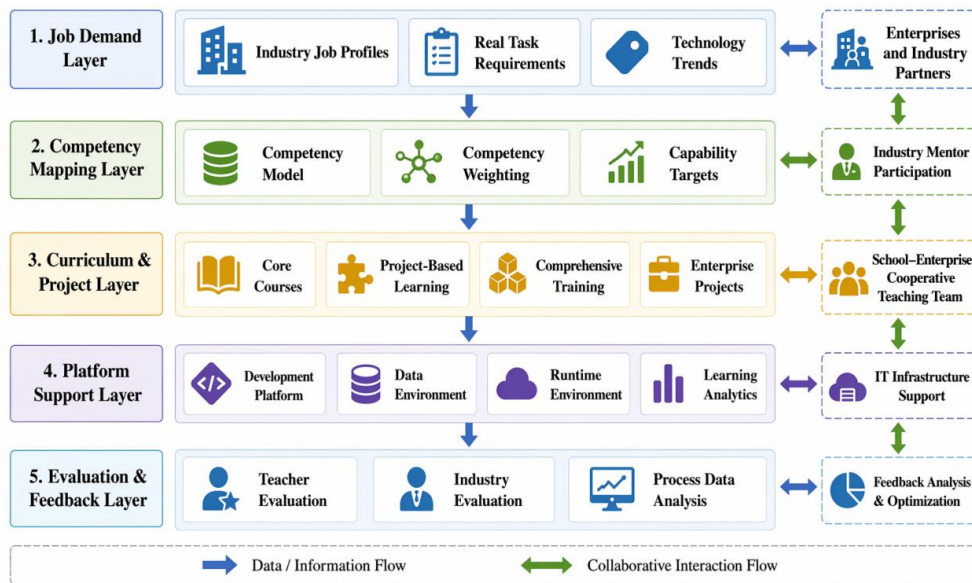 1. Job Demand
Layer
Industry Job Profiles
Real Task
Requirements
Technology
Trends
Enterprises
and Industry
Partners
2. Competency
Mapping Layer
Competency
Model
Competency
Weighting
Capability
Targets
Industry Mentor
Participation
3. Curriculum &
Project Layer
Core
Courses
Project-Based
Learning
Comprehensive
Training
Enterprise
Projects
School–Enterprise
Cooperative
Teaching Team
4. Platform
Support Layer
Development
Platform
Data
Environment
Runtime
Environment
Learning
Analytics
IT Infrastructure
Support
5. Evaluation &
Feedback Layer
Teacher
Evaluation
Industry
Evaluation
Process Data
Analysis
Feedback Analysis
& Optimization
Data / Information Flow
Collaborative Interaction Flow